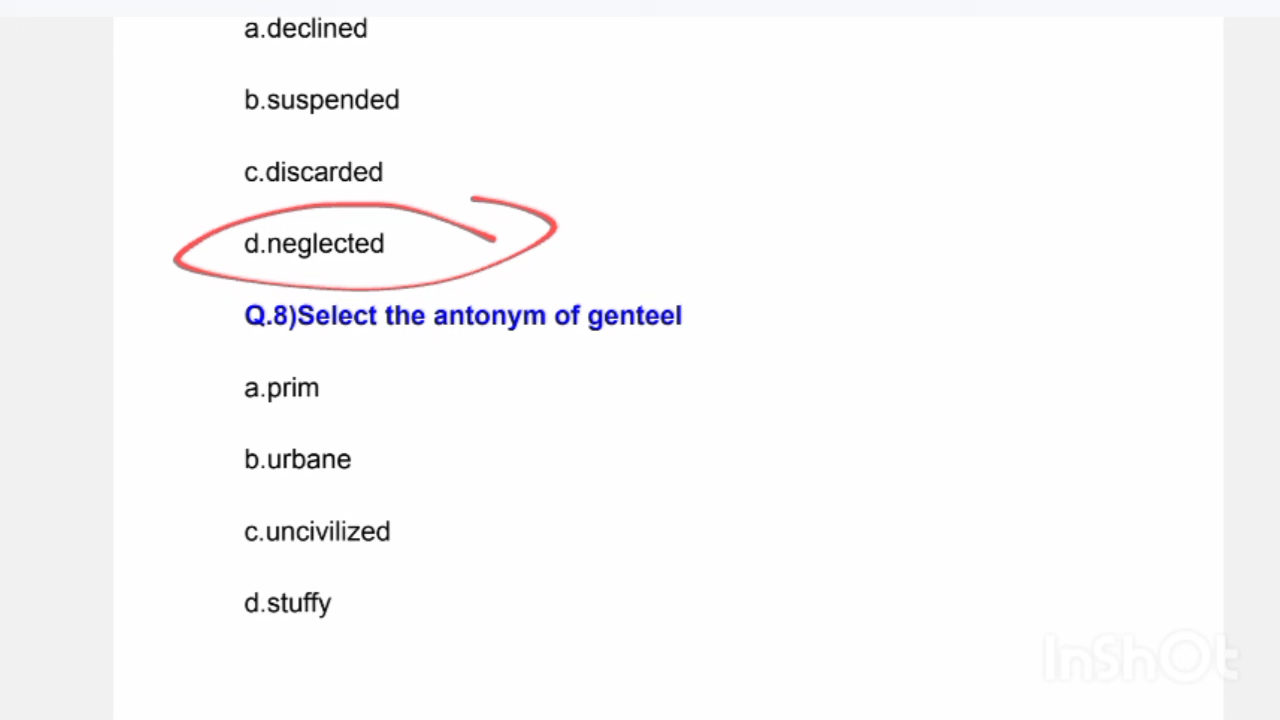 a.declined
b.suspended
c.discarded
d.neglected
Q.8)Select the antonym of genteel
a.prim
b.urbane
c.uncivilized
d.stuffy
InShOt